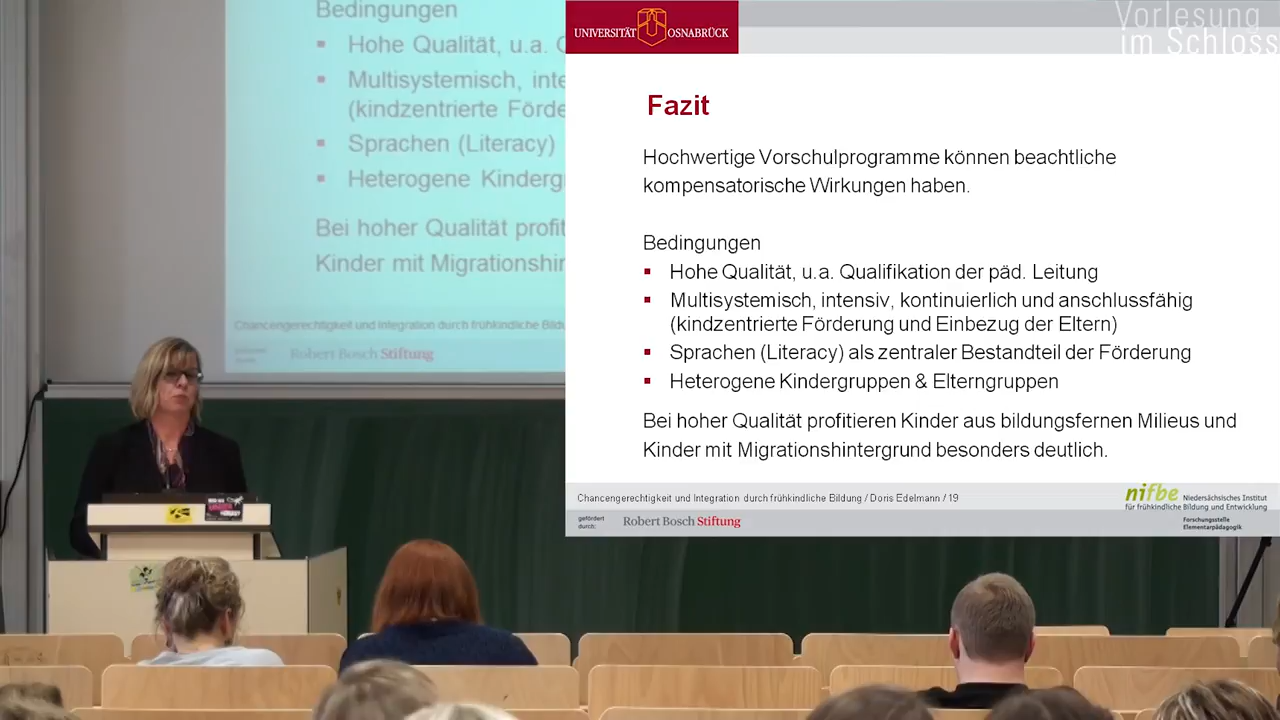 Bedingungen
Hohe Qualität, u.a.
Multisystemisch,
(kindzentrierte
Sprachen (Literacy)
Heterogene
Bei hoher Qualität
Kinder mit
Chancengerechtigkeit und Integration durch frühkindliche
Robert Bosch Stiftung
UNIVERSITÄT OSNABRÜCK
Vorlesung
im Schloss
Fazit
Hochwertige Vorschulprogramme können beachtliche
kompensatorische Wirkungen haben.
Bedingungen
▪ Hohe Qualität, u.a. Qualifikation der päd. Leitung
▪ Multisystemisch, intensiv, kontinuierlich und anschlussfähig
(kindzentrierte Förderung und Einbezug der Eltern)
▪ Sprachen (Literacy) als zentraler Bestandteil der Förderung
▪ Heterogene Kindergruppen & Elterngruppen
Bei hoher Qualität profitieren Kinder aus bildungsfernen Milieus und
Kinder mit Migrationshintergrund besonders deutlich.
Chancengerechtigkeit und Integration durch frühkindliche Bildung / Doris Edelmann / 19
nifbe Niedersächsisches Institut
für frühkindliche Bildung und Entwicklung
gefördert
durch:
Robert Bosch Stiftung
Forschungsstelle
Elementarpädagogik